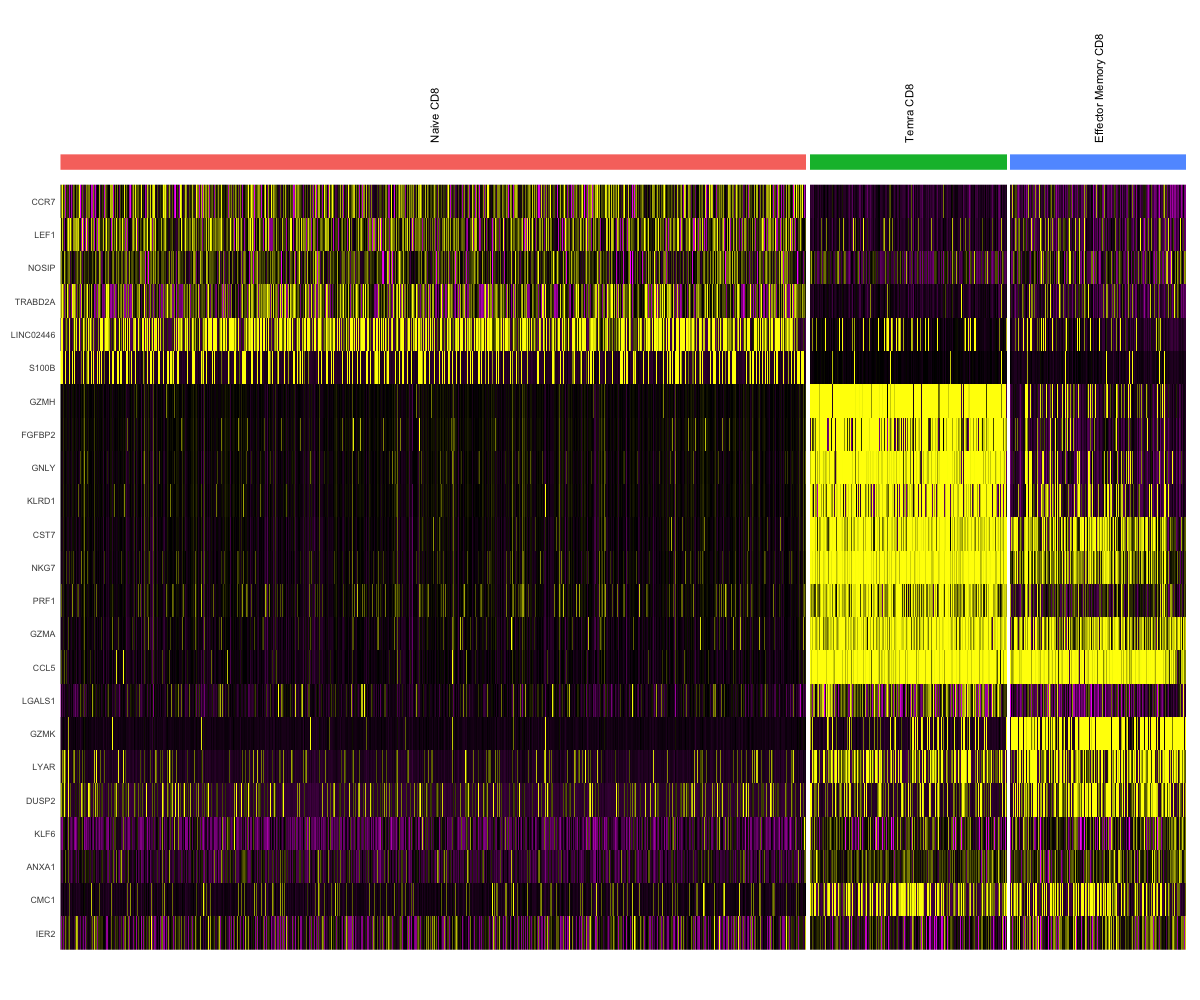 Naive CD8
Temra CD8
Effector Memory CD8
CCR7
LEF1
NOSIP
TRABD2A
LINC02446
S100B
GZMH
FGFBP2
GNLY
KLRD1
CST7
NKG7
PRF1
GZMA
CCL5
LGALS1
GZMK
LYAR
DUSP2
KLF6
ANXA1
CMC1
IER2